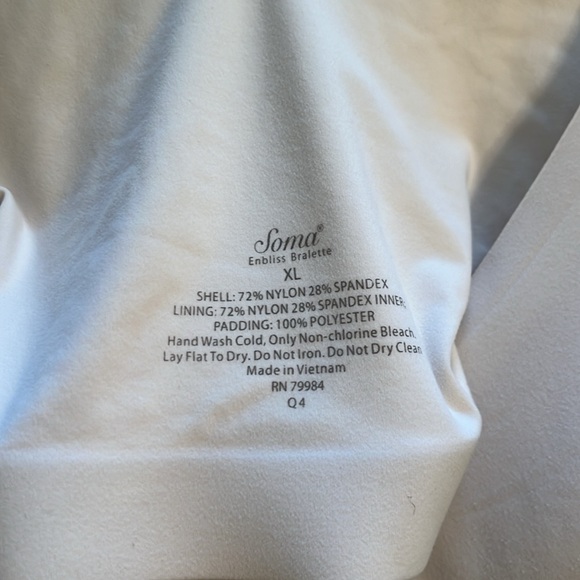 Soma®
Enbliss Bralette
XL
SHELL: 72% NYLON 28% SPANDEX
LINING: 72% NYLON 28% SPANDEX INNER
PADDING: 100% POLYESTER
Hand Wash Cold, Only Non-chlorine Bleach
Lay Flat To Dry. Do Not Iron. Do Not Dry Clean
Made in Vietnam
RN 79984
Q4